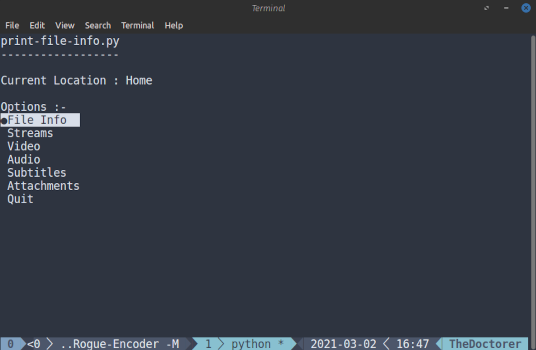 Terminal
File Edit View Search Terminal Help
print-file-info.py
------------------
Current Location : Home
Options :-
●File Info
Streams
Video
Audio
Subtitles
Attachments
Quit
0 <0 ..Rogue-Encoder -M 1 python * 2021-03-02 16:47 TheDoctorer